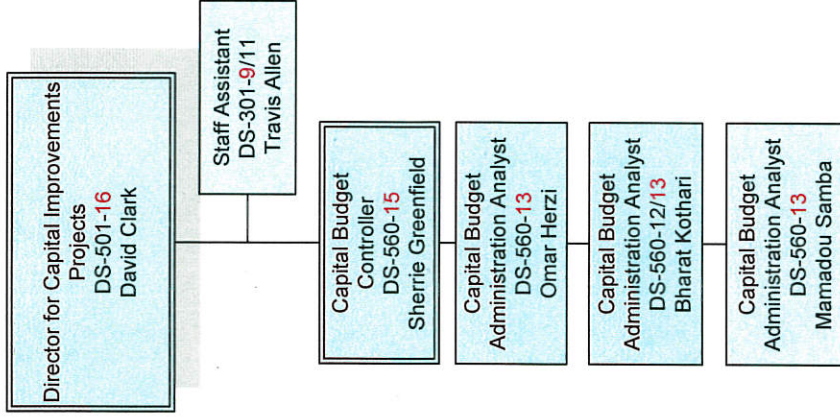 Director for Capital Improvements
Projects
DS-501-16
David Clark
Staff Assistant
DS-301-9/11
Travis Allen
Capital Budget
Controller
DS-560-15
Sherrie Greenfield
Capital Budget
Administration Analyst
DS-560-13
Omar Herzi
Capital Budget
Administration Analyst
DS-560-12/13
Bharat Kothari
Capital Budget
Administration Analyst
DS-560-13
Mamadou Samba